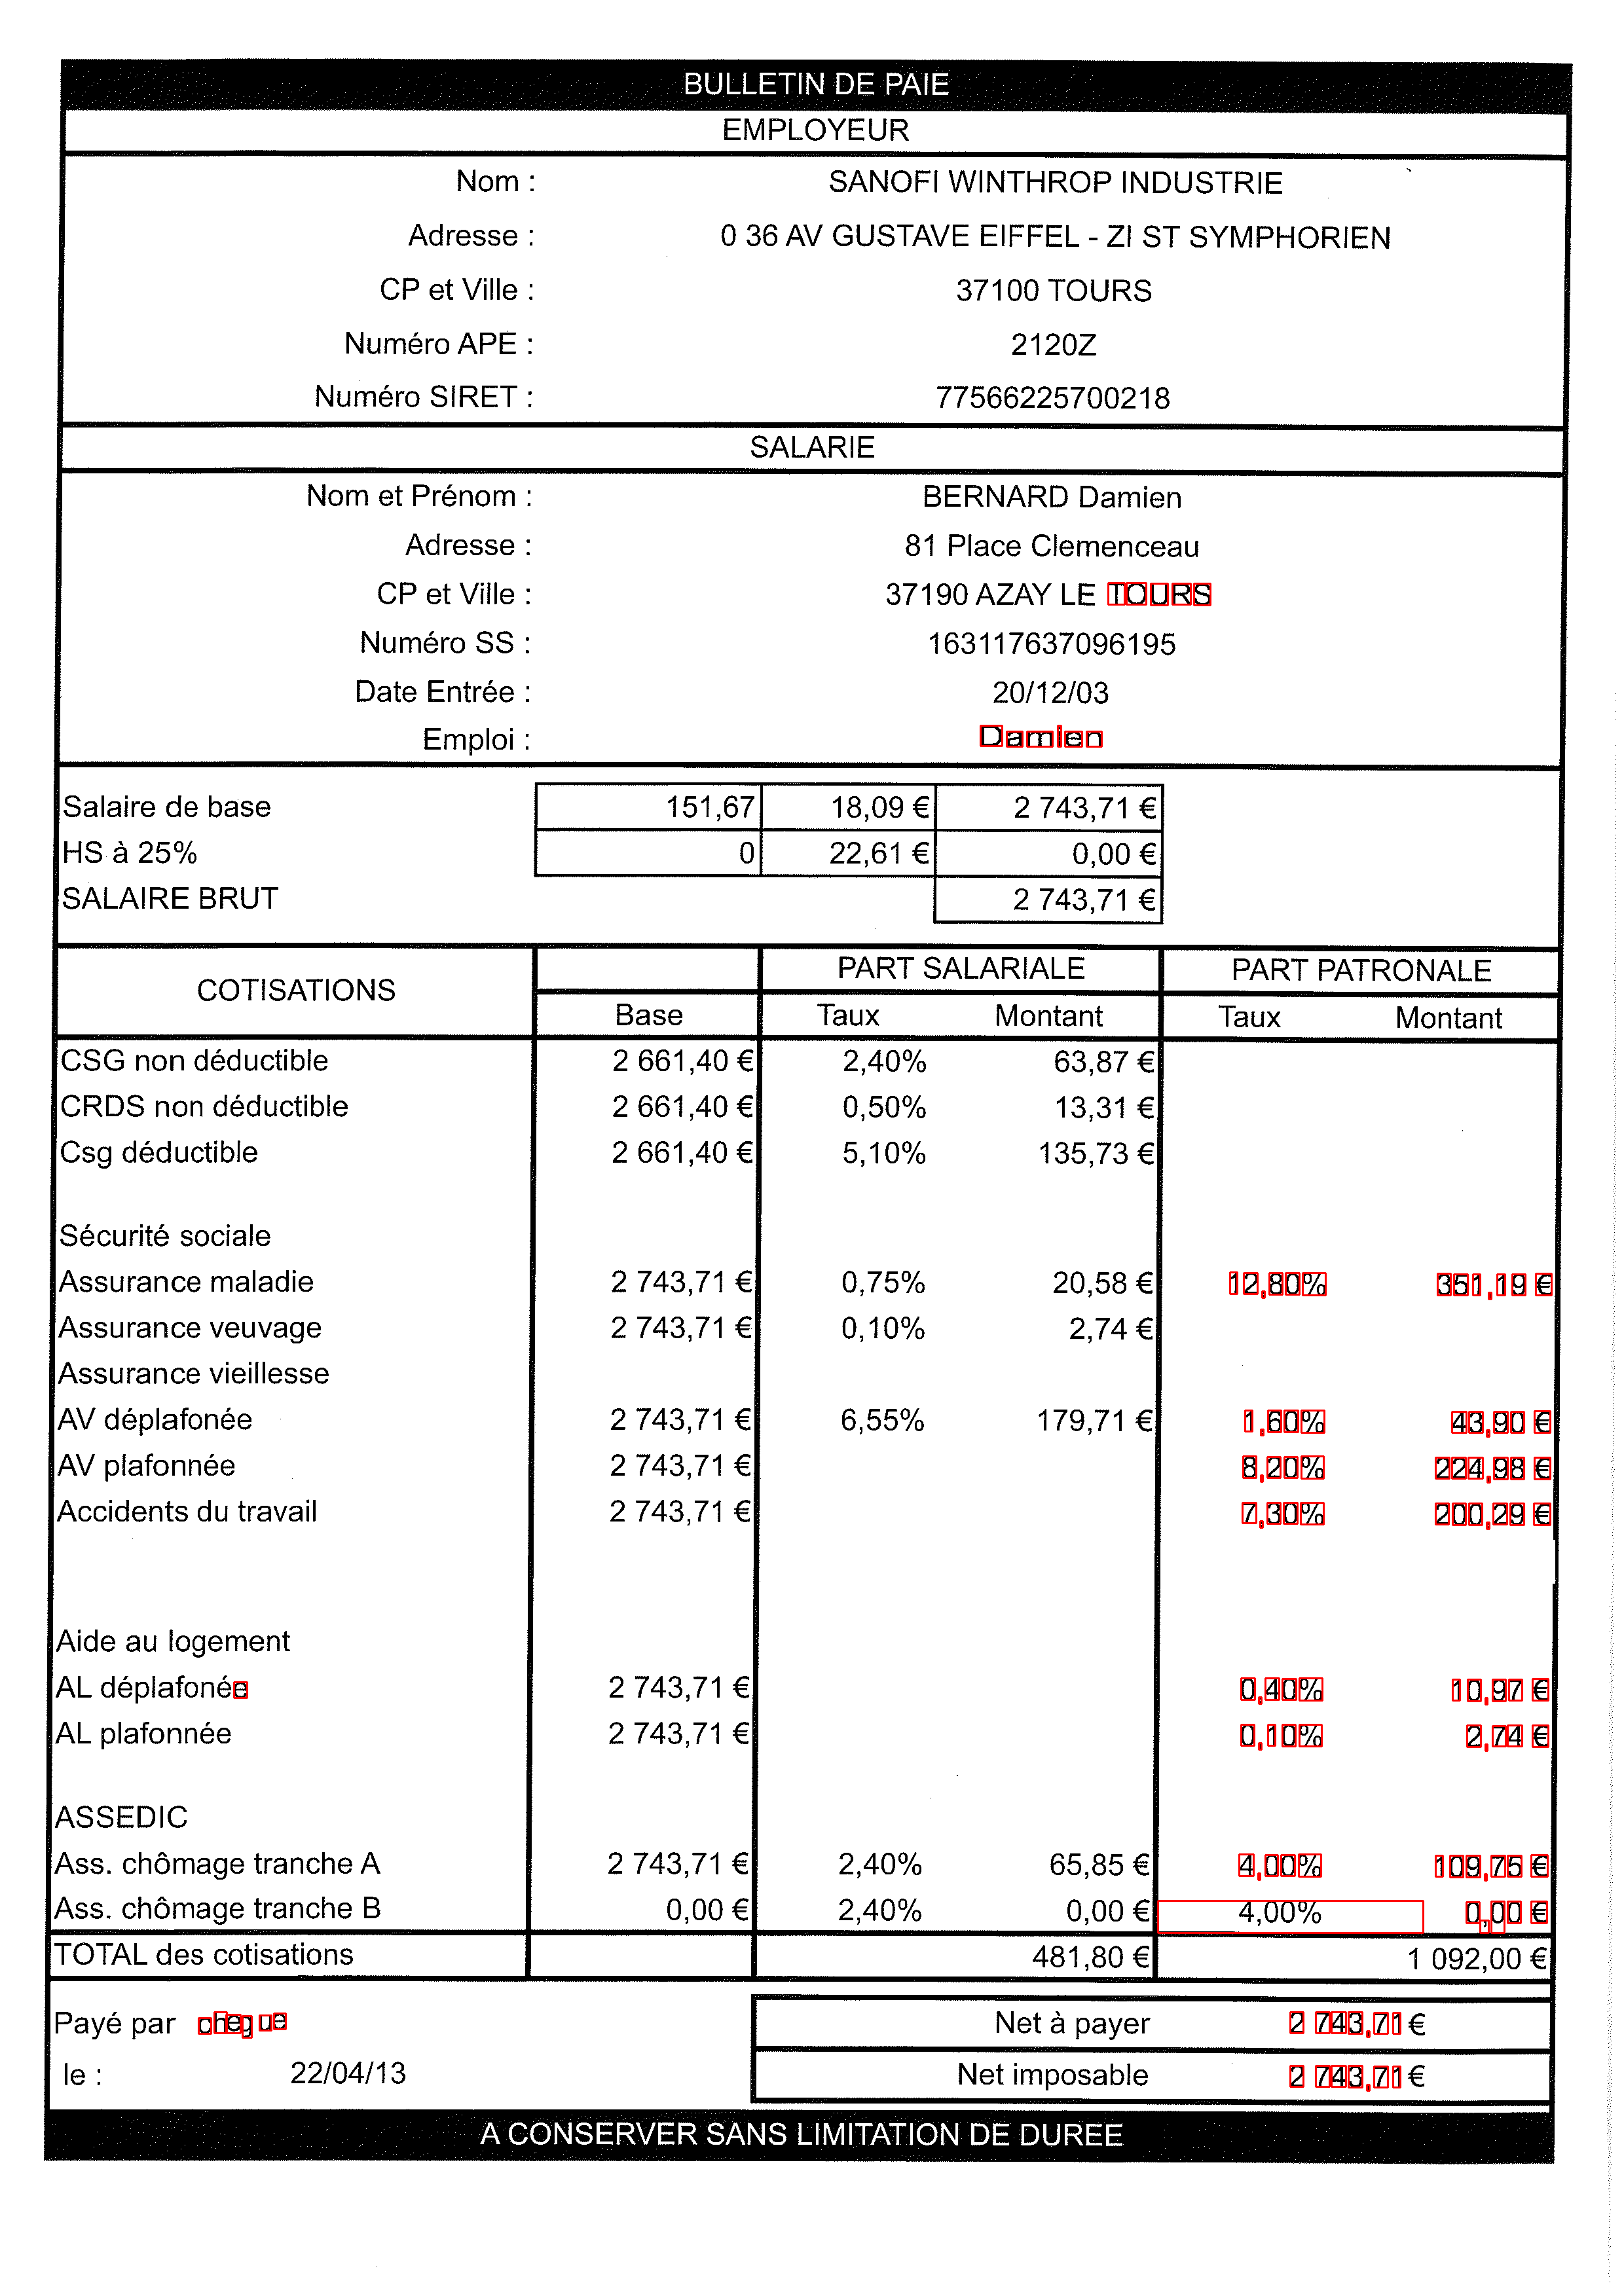 BULLETIN DE PAIE
EMPLOYEUR
Nom : SANOFI WINTHROP INDUSTRIE
Adresse : 0 36 AV GUSTAVE EIFFEL - ZI ST SYMPHORIEN
CP et Ville : 37100 TOURS
Numéro APE : 2120Z
Numéro SIRET : 77566225700218
SALARIE
Nom et Prénom : BERNARD Damien
Adresse : 81 Place Clemenceau
CP et Ville : 37190 AZAY LE TOURS
Numéro SS : 163117637096195
Date Entrée : 20/12/03
Emploi : Damien
Salaire de base 151,67 18,09 € 2 743,71 €
HS à 25% 0 22,61 € 0,00 €
SALAIRE BRUT 2 743,71 €
COTISATIONS PART SALARIALE PART PATRONALE
Base Taux Montant Taux Montant
CSG non déductible 2 661,40 € 2,40% 63,87 €
CRDS non déductible 2 661,40 € 0,50% 13,31 €
Csg déductible 2 661,40 € 5,10% 135,73 €
Sécurité sociale
Assurance maladie 2 743,71 € 0,75% 20,58 € 12,80% 351,19 €
Assurance veuvage 2 743,71 € 0,10% 2,74 €
Assurance vieillesse
AV déplafonée 2 743,71 € 6,55% 179,71 € 1,60% 43,90 €
AV plafonnée 2 743,71 € 8,20% 224,98 €
Accidents du travail 2 743,71 € 7,30% 200,29 €
Aide au logement
AL déplafonée 2 743,71 € 0,40% 10,97 €
AL plafonnée 2 743,71 € 0,10% 2,74 €
ASSEDIC
Ass. chômage tranche A 2 743,71 € 2,40% 65,85 € 4,00% 109,75 €
Ass. chômage tranche B 0,00 € 2,40% 0,00 € 4,00% 0,00 €
TOTAL des cotisations 481,80 € 1 092,00 €
Payé par cheque Net à payer 2 743,71 €
le : 22/04/13 Net imposable 2 743,71 €
A CONSERVER SANS LIMITATION DE DUREE